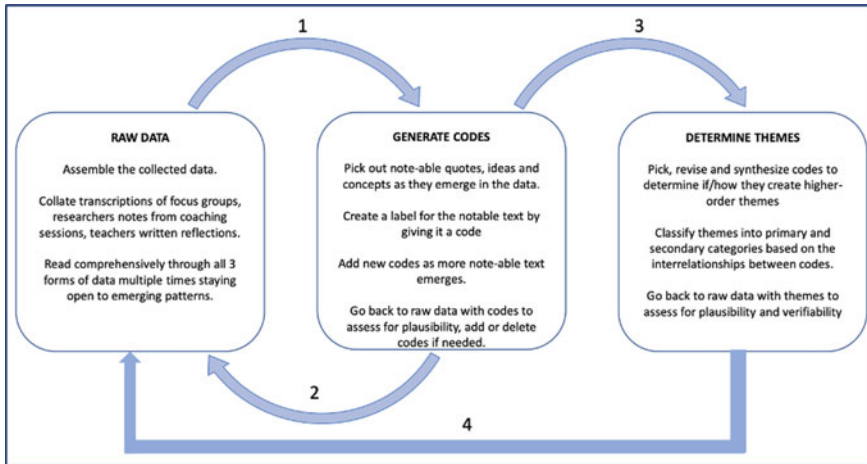 1
3
RAW DATA
Assemble the collected data.
Collate transcriptions of focus groups,
researchers notes from coaching
sessions, teachers written reflections.
Read comprehensively through all 3
forms of data multiple times staying
open to emerging patterns.
GENERATE CODES
Pick out note-able quotes, ideas and
concepts as they emerge in the data.
Create a label for the notable text by
giving it a code
Add new codes as more note-able text
emerges.
Go back to raw data with codes to
assess for plausibility, add or delete
codes if needed.
DETERMINE THEMES
Pick, revise and synthesize codes to
determine if/how they create higher-
order themes
Classify themes into primary and
secondary categories based on the
interrelationships between codes.
Go back to raw data with themes to
assess for plausibility and verifiability
2
4